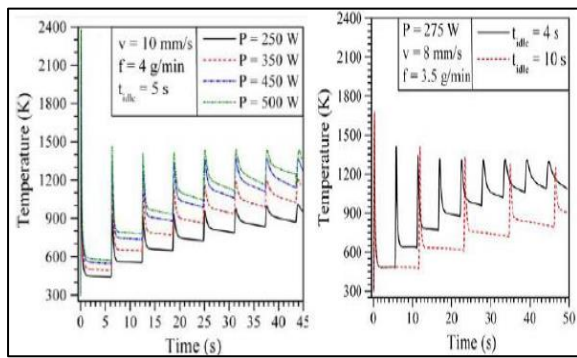 2400
2100
1800
1500
1200
900
600
300
Temperature (K)
v = 10 mm/s
f = 4 g/min
t_idle = 5 s
P = 250 W
P = 350 W
P = 450 W
P = 500 W
0 5 10 15 20 25 30 35 40 45
Time (s)
2400
2100
1800
1500
1200
900
600
300
Temperature (K)
P = 275 W
v = 8 mm/s
f = 3.5 g/min
t_idle = 4 s
t_idle = 10 s
0 10 20 30 40 50
Time (s)